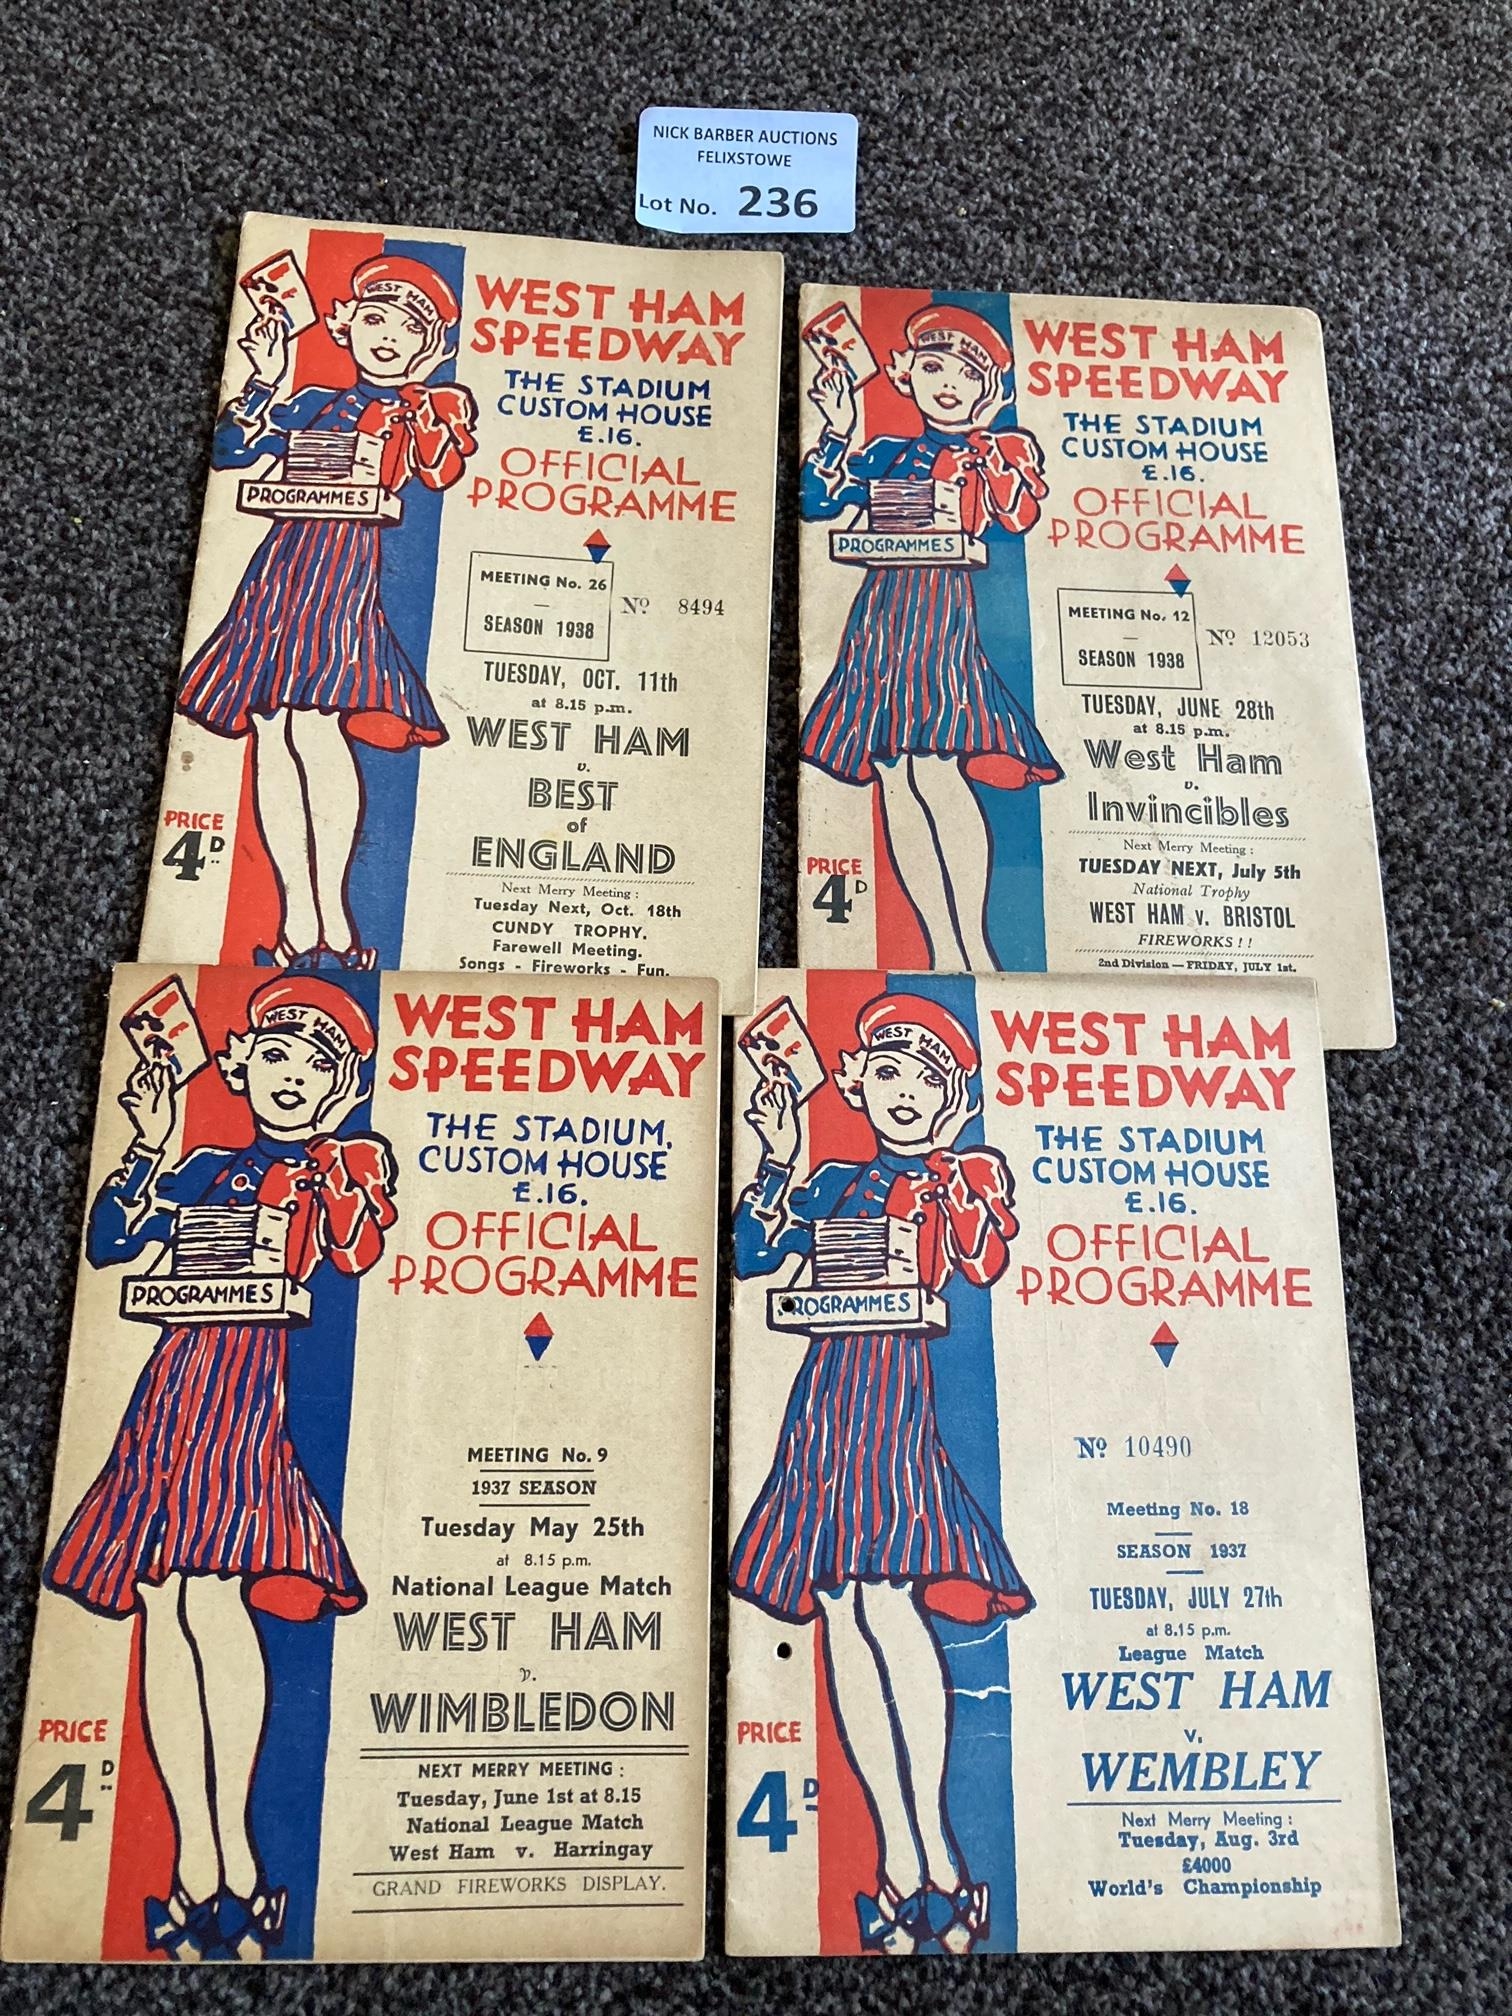 NICK BARBER AUCTIONS
FELIXSTOWE
Lot No. 236
WEST HAM
WEST HAM
SPEEDWAY
THE STADIUM
CUSTOM HOUSE
E.16.
OFFICIAL
PROGRAMME
PROGRAMMES
MEETING No. 26
SEASON 1938
No 8494
TUESDAY, OCT. 11th
at 8.15 p.m.
WEST HAM
v.
BEST
of
ENGLAND
PRICE
4D
Next Merry Meeting :
Tuesday Next, Oct. 18th
CUNDY TROPHY.
Farewell Meeting.
Songs - Fireworks - Fun.
WEST HAM
WEST HAM
SPEEDWAY
THE STADIUM
CUSTOM HOUSE
E.16.
OFFICIAL
PROGRAMME
PROGRAMMES
MEETING No. 12
SEASON 1938
No 12053
TUESDAY, JUNE 28th
at 8.15 p.m.
West Ham
v.
Invincibles
PRICE
4D
Next Merry Meeting :
TUESDAY NEXT, July 5th
National Trophy
WEST HAM v. BRISTOL
FIREWORKS ! !
2nd Division — FRIDAY, JULY 1st.
WEST HAM
WEST HAM
SPEEDWAY
THE STADIUM,
CUSTOM HOUSE
E.16.
OFFICIAL
PROGRAMME
PROGRAMMES
MEETING No. 9
1937 SEASON
Tuesday May 25th
at 8.15 p.m.
National League Match
WEST HAM
v.
WIMBLEDON
PRICE
4D
NEXT MERRY MEETING :
Tuesday, June 1st at 8.15
National League Match
West Ham v. Harringay
GRAND FIREWORKS DISPLAY.
WEST HAM
WEST HAM
SPEEDWAY
THE STADIUM
CUSTOM HOUSE
E.16.
OFFICIAL
PROGRAMME
ROGRAMMES
No 10490
Meeting No. 18
SEASON 1937
TUESDAY, JULY 27th
at 8.15 p.m.
League Match
WEST HAM
v.
WEMBLEY
PRICE
4D
Next Merry Meeting :
Tuesday, Aug. 3rd
£4000
World's Championship